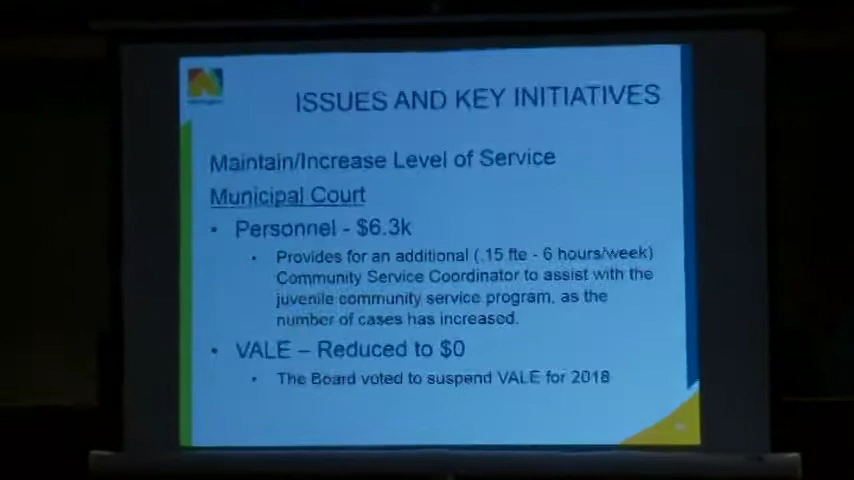 ISSUES AND KEY INITIATIVES
Maintain/Increase Level of Service
Municipal Court
• Personnel - $6.3k
• Provides for an additional (.15 fte - 6 hours/week)
Community Service Coordinator to assist with the
juvenile community service program, as the
number of cases has increased.
• VALE – Reduced to $0
• The Board voted to suspend VALE for 2018